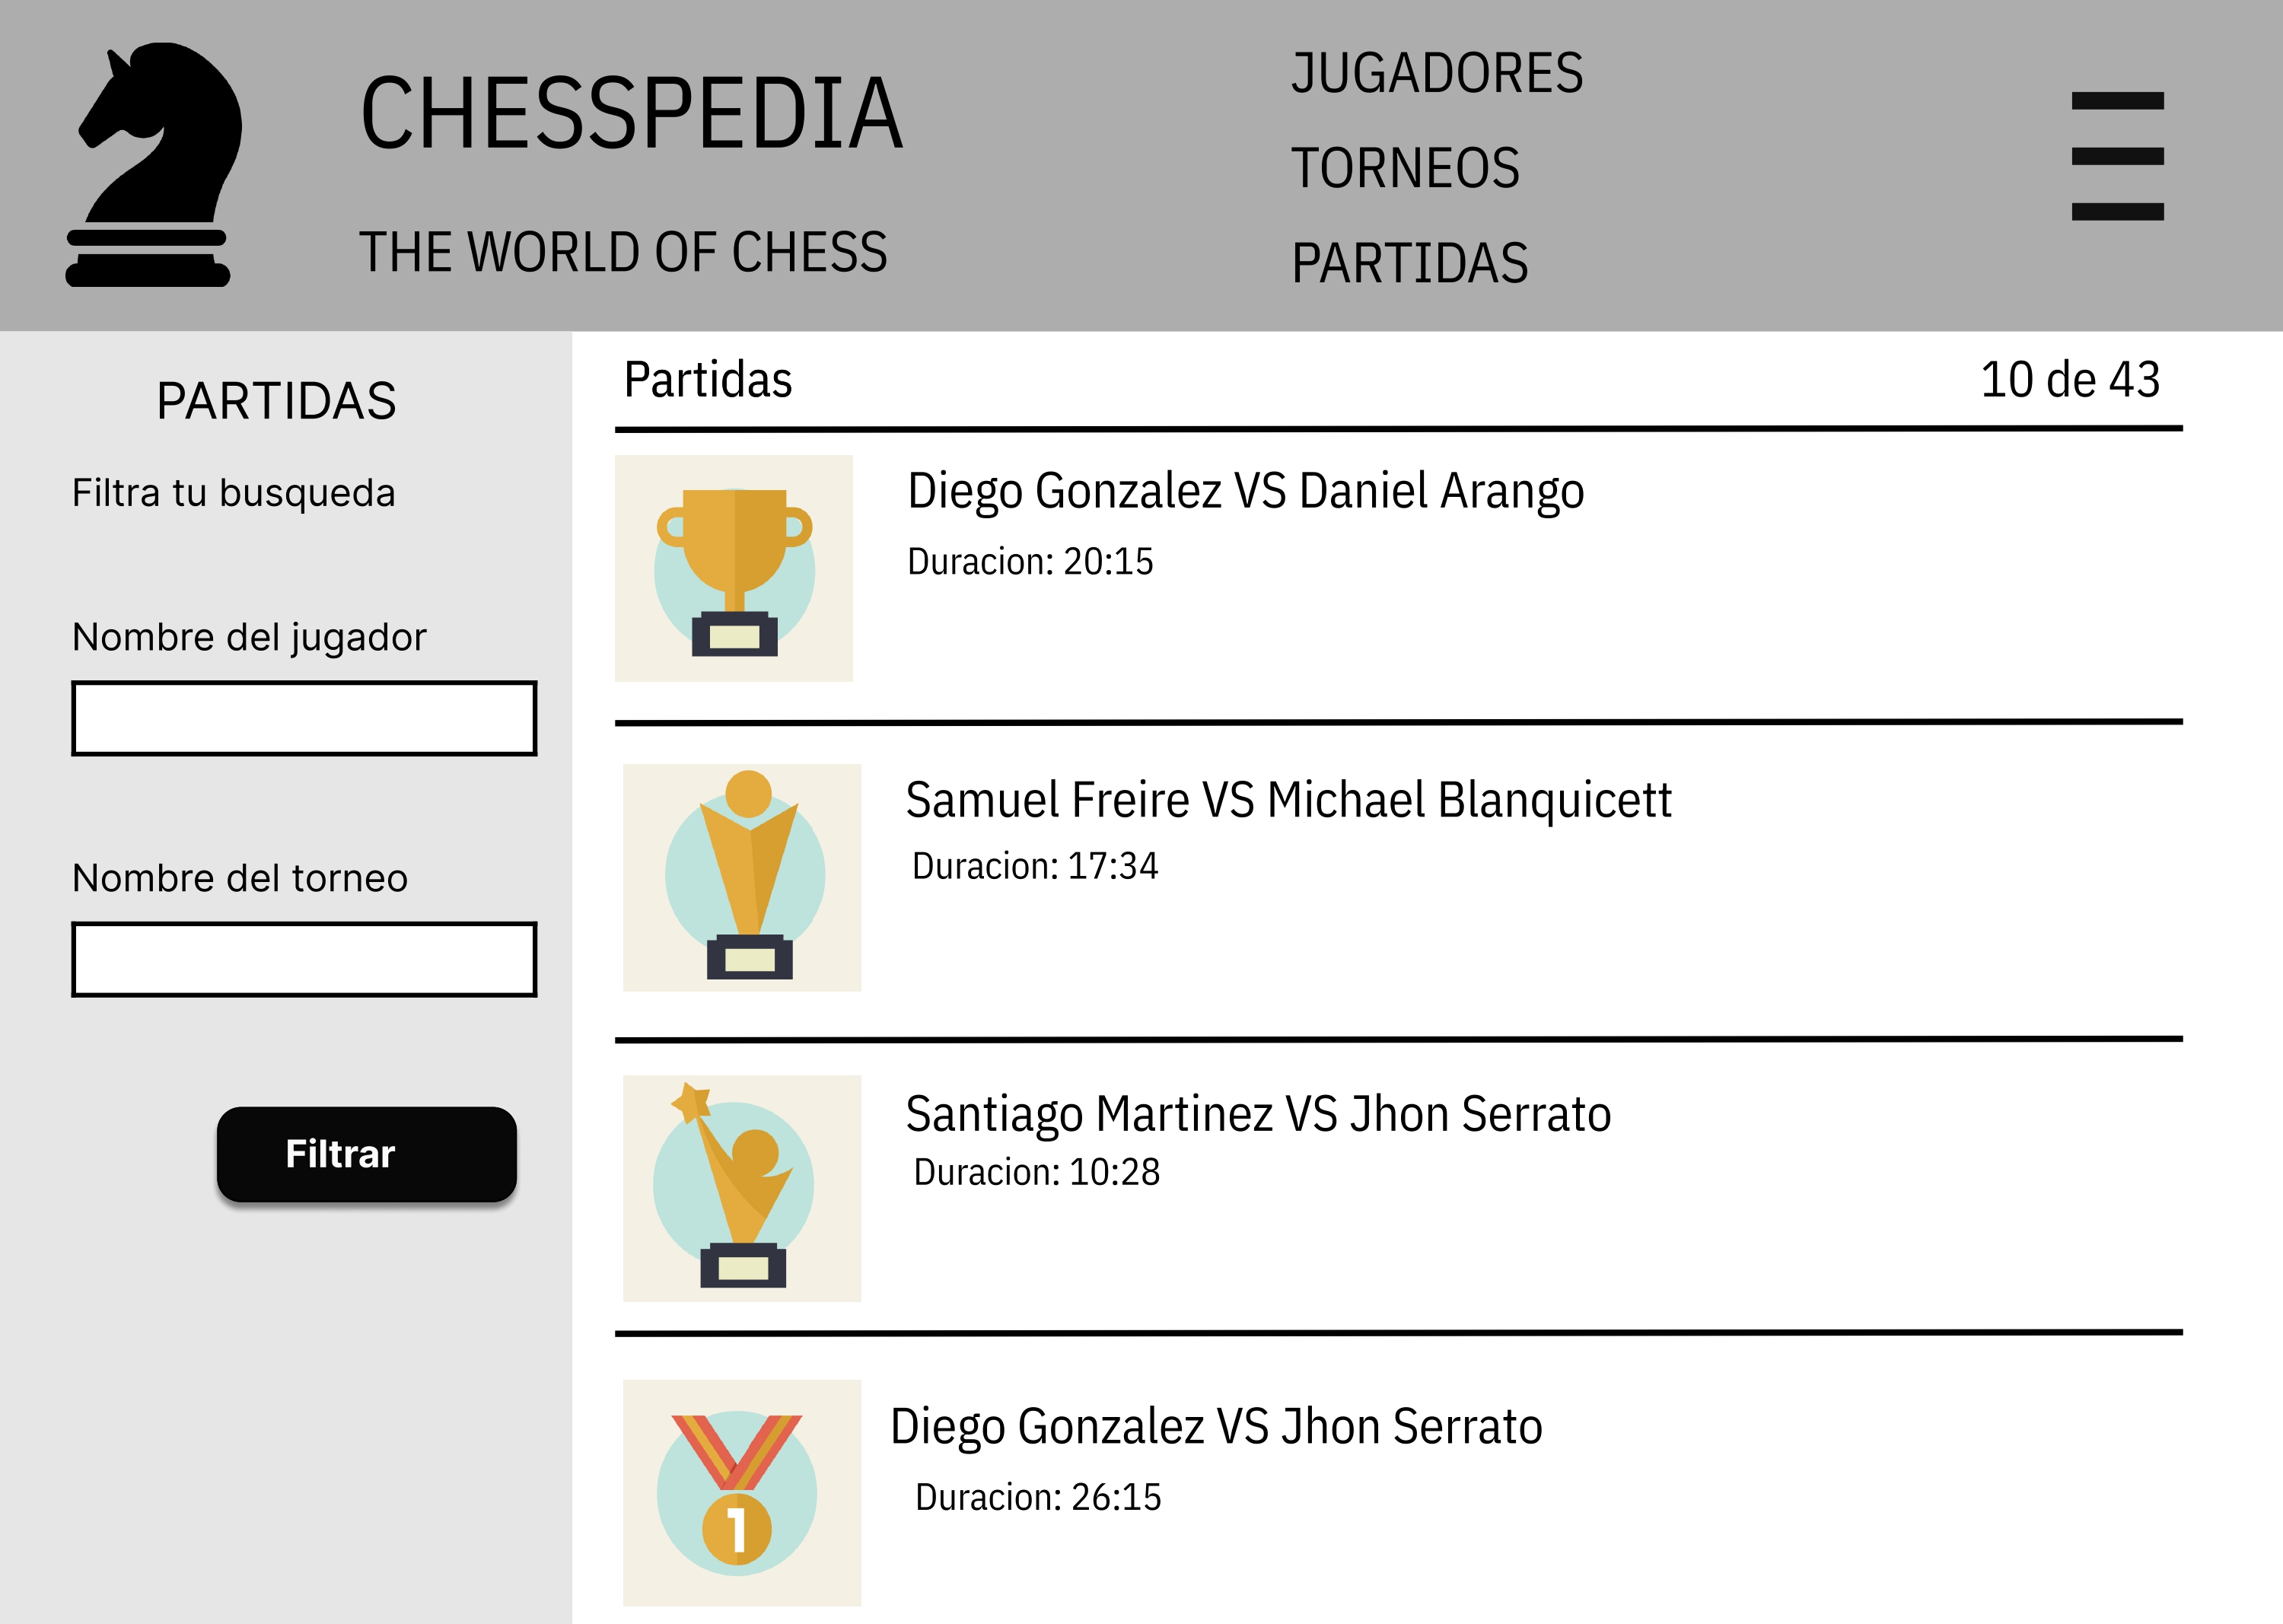 CHESSPEDIA
THE WORLD OF CHESS
JUGADORES
TORNEOS
PARTIDAS
PARTIDAS
Filtra tu busqueda
Nombre del jugador
Nombre del torneo
Filtrar
Partidas
10 de 43
Diego Gonzalez VS Daniel Arango
Duracion: 20:15
Samuel Freire VS Michael Blanquicett
Duracion: 17:34
Santiago Martinez VS Jhon Serrato
Duracion: 10:28
Diego Gonzalez VS Jhon Serrato
Duracion: 26:15
1